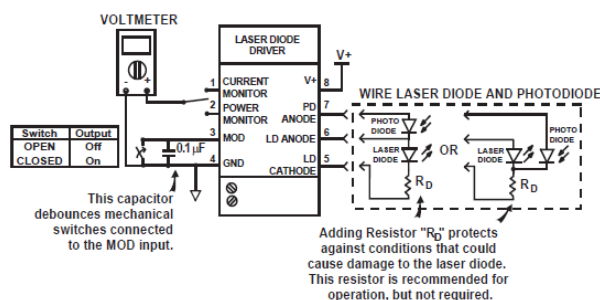 VOLTMETER
LASER DIODE
DRIVER
V+
1 CURRENT
MONITOR
2 POWER
MONITOR
3 MOD
4 GND
V+ 8
PD 7
ANODE
LD ANODE 6
LD 5
CATHODE
- +
0.1 µF
Switch Output
OPEN Off
CLOSED On
This capacitor
debounces mechanical
switches connected
to the MOD input.
WIRE LASER DIODE AND PHOTODIODE
PHOTO
DIODE
LASER
DIODE
RD
OR
PHOTO
DIODE
LASER
DIODE
RD
Adding Resistor "RD" protects
against conditions that could
cause damage to the laser diode.
This resistor is recommended for
operation, but not required.